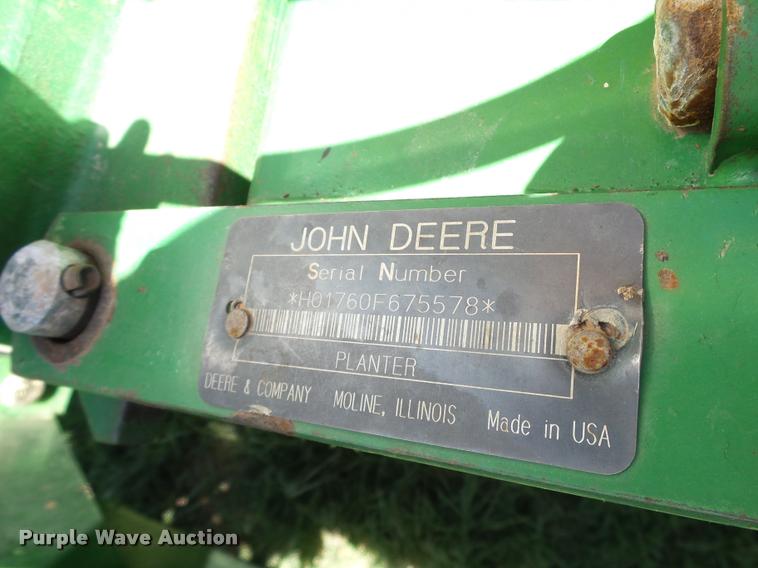 JOHN DEERE
Serial Number
*H01760F675578*
PLANTER
DEERE & COMPANY MOLINE, ILLINOIS Made in USA
Purple Wave Auction